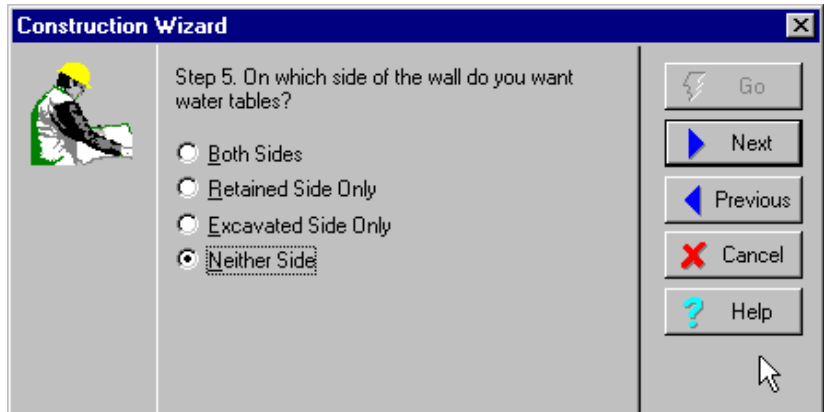 Construction Wizard
Step 5. On which side of the wall do you want
water tables?
Both Sides
Retained Side Only
Excavated Side Only
Neither Side
Go
Next
Previous
Cancel
Help